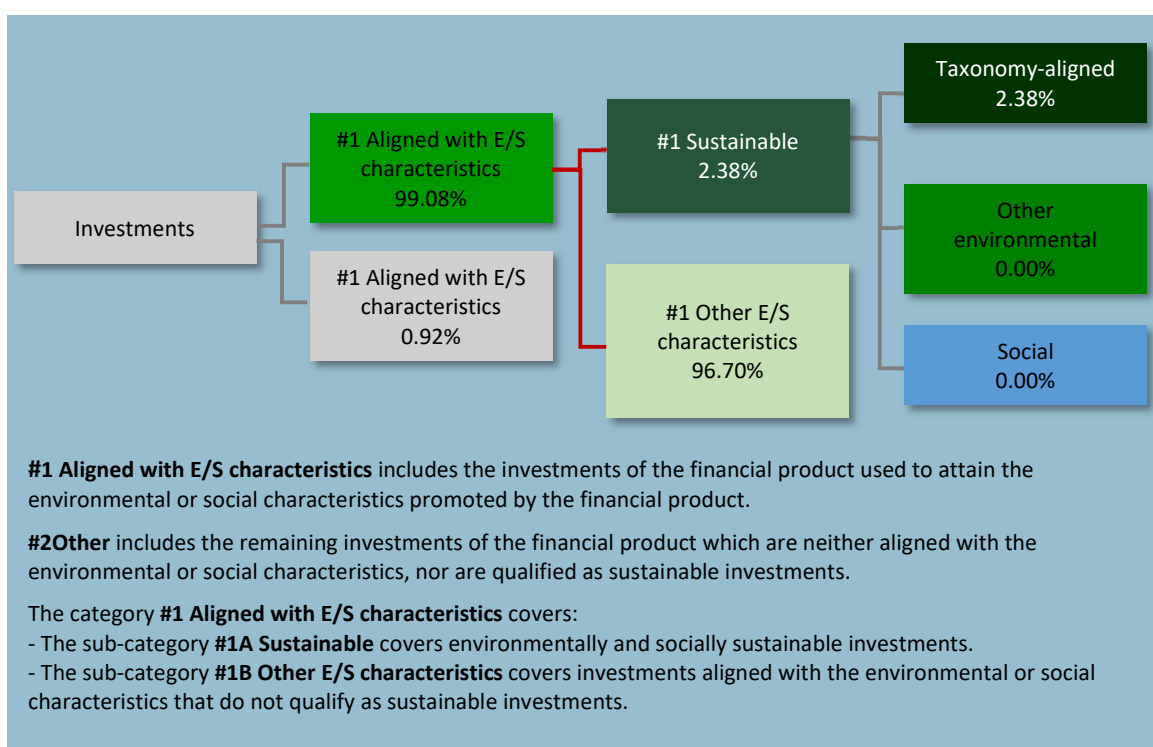 Investments
#1 Aligned with E/S
characteristics
99.08%
#1 Aligned with E/S
characteristics
0.92%
#1 Sustainable
2.38%
#1 Other E/S
characteristics
96.70%
Taxonomy-aligned
2.38%
Other
environmental
0.00%
Social
0.00%
#1 Aligned with E/S characteristics includes the investments of the financial product used to attain the
environmental or social characteristics promoted by the financial product.
#2Other includes the remaining investments of the financial product which are neither aligned with the
environmental or social characteristics, nor are qualified as sustainable investments.
The category #1 Aligned with E/S characteristics covers:
- The sub-category #1A Sustainable covers environmentally and socially sustainable investments.
- The sub-category #1B Other E/S characteristics covers investments aligned with the environmental or social
characteristics that do not qualify as sustainable investments.